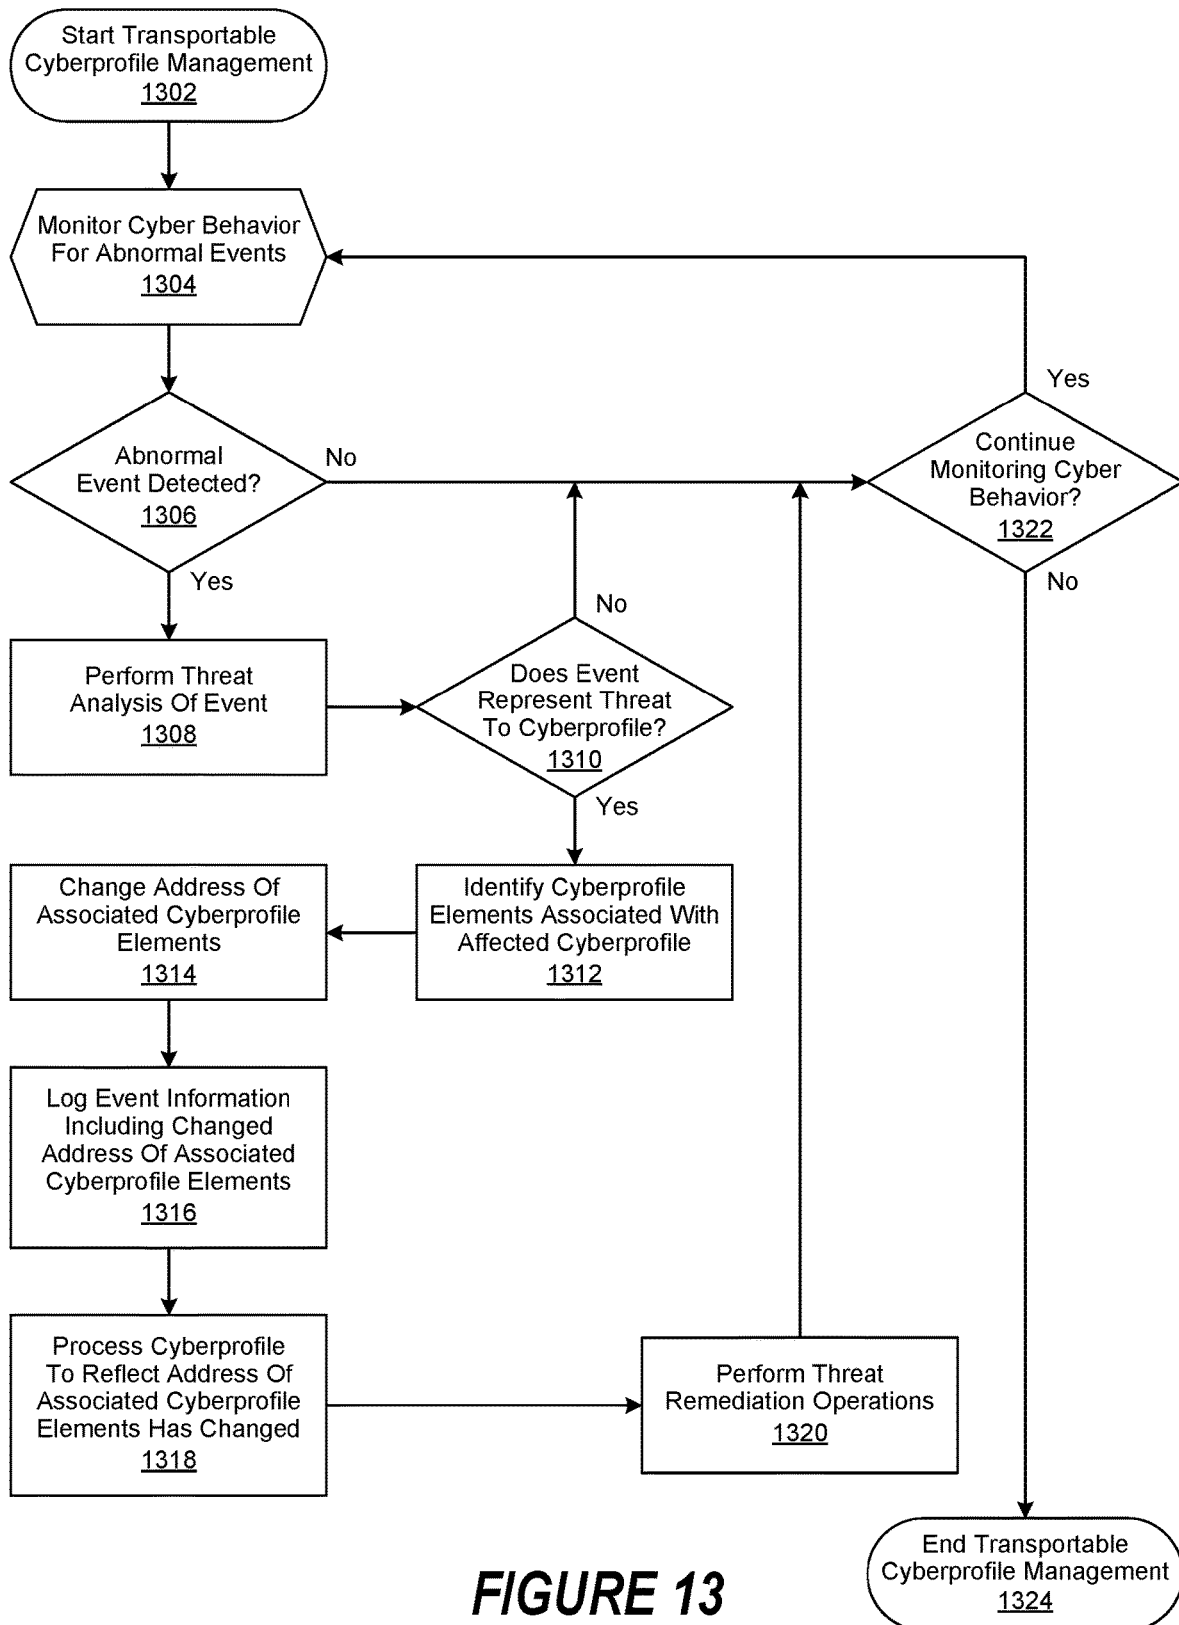 Start Transportable
Cyberprofile Management
1302
Monitor Cyber Behavior
For Abnormal Events
1304
Abnormal
Event Detected?
1306
No
Yes
Continue
Monitoring Cyber
Behavior?
1322
Yes
No
Perform Threat
Analysis Of Event
1308
Does Event
Represent Threat
To Cyberprofile?
1310
No
Yes
Identify Cyberprofile
Elements Associated With
Affected Cyberprofile
1312
Change Address Of
Associated Cyberprofile
Elements
1314
Log Event Information
Including Changed
Address Of Associated
Cyberprofile Elements
1316
Process Cyberprofile
To Reflect Address Of
Associated Cyberprofile
Elements Has Changed
1318
Perform Threat
Remediation Operations
1320
End Transportable
Cyberprofile Management
1324
FIGURE 13